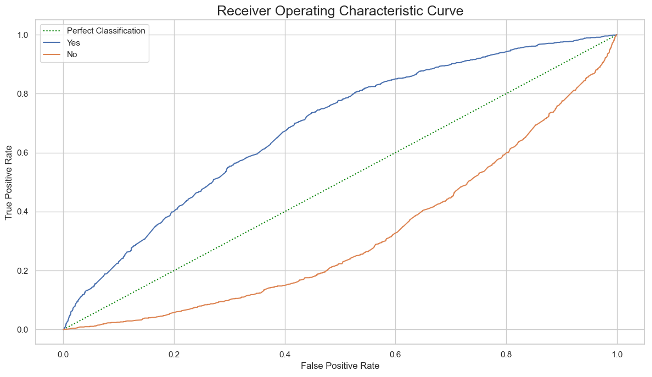 Receiver Operating Characteristic Curve
Perfect Classification
Yes
No
1.0
0.8
0.6
0.4
0.2
0.0
True Positive Rate
0.0 0.2 0.4 0.6 0.8 1.0
False Positive Rate